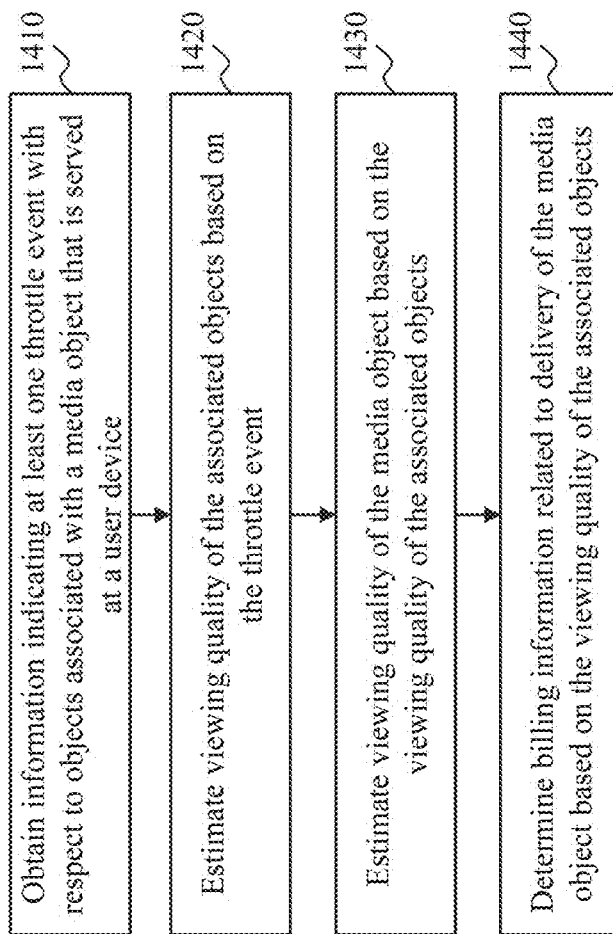 Obtain information indicating at least one throttle event with
respect to objects associated with a media object that is served
at a user device
1410
Estimate viewing quality of the associated objects based on
the throttle event
1420
Estimate viewing quality of the media object based on the
viewing quality of the associated objects
1430
Determine billing information related to delivery of the media
object based on the viewing quality of the associated objects
1440